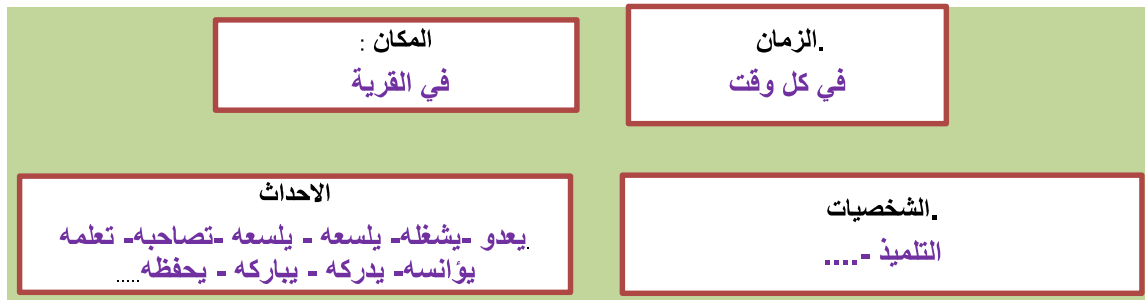 .الزمان
في كل وقت
المكان :
في القرية
.الشخصيات
التلميذ -....
الاحداث
.يعدو -يشغله- يلسعه - يلسعه -تصاحبه- تعلمه
يؤانسه- يدركه - يباركه - يحفظه.....